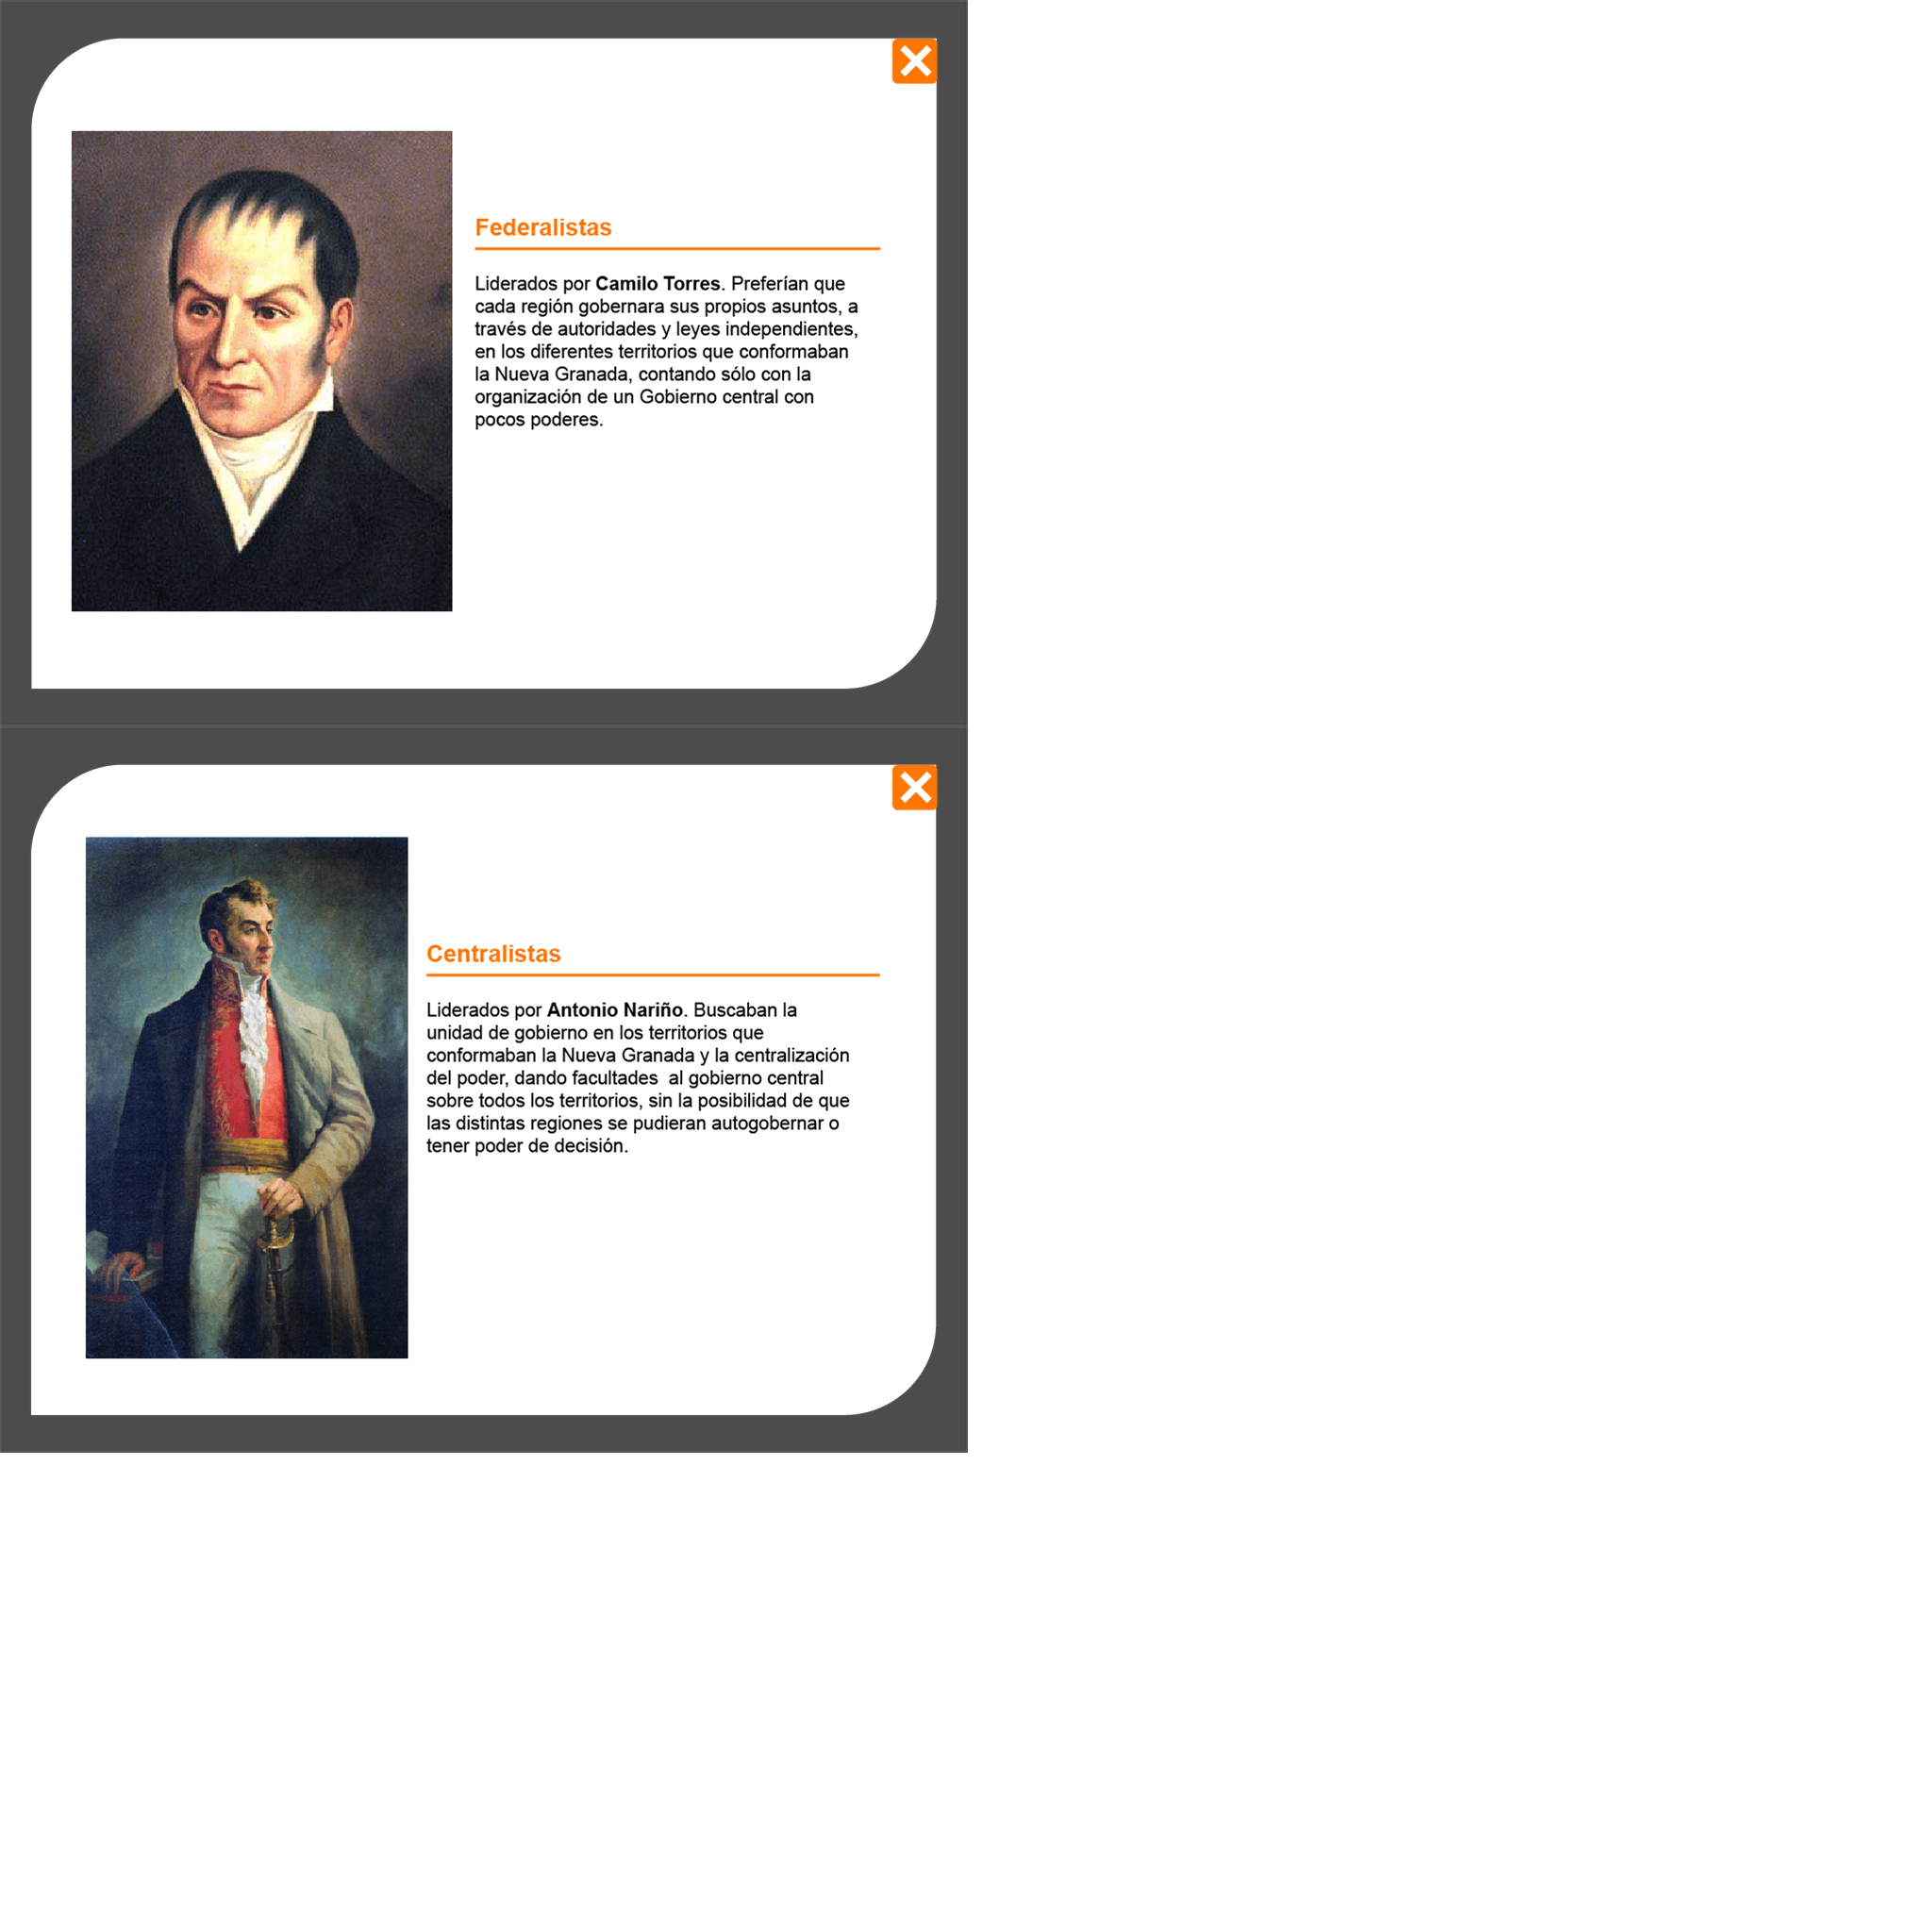 Federalistas
Liderados por Camilo Torres. Preferían que
cada región gobernara sus propios asuntos, a
través de autoridades y leyes independientes,
en los diferentes territorios que conformaban
la Nueva Granada, contando sólo con la
organización de un Gobierno central con
pocos poderes.
Centralistas
Liderados por Antonio Nariño. Buscaban la
unidad de gobierno en los territorios que
conformaban la Nueva Granada y la centralización
del poder, dando facultades  al gobierno central
sobre todos los territorios, sin la posibilidad de que
las distintas regiones se pudieran autogobernar o
tener poder de decisión.